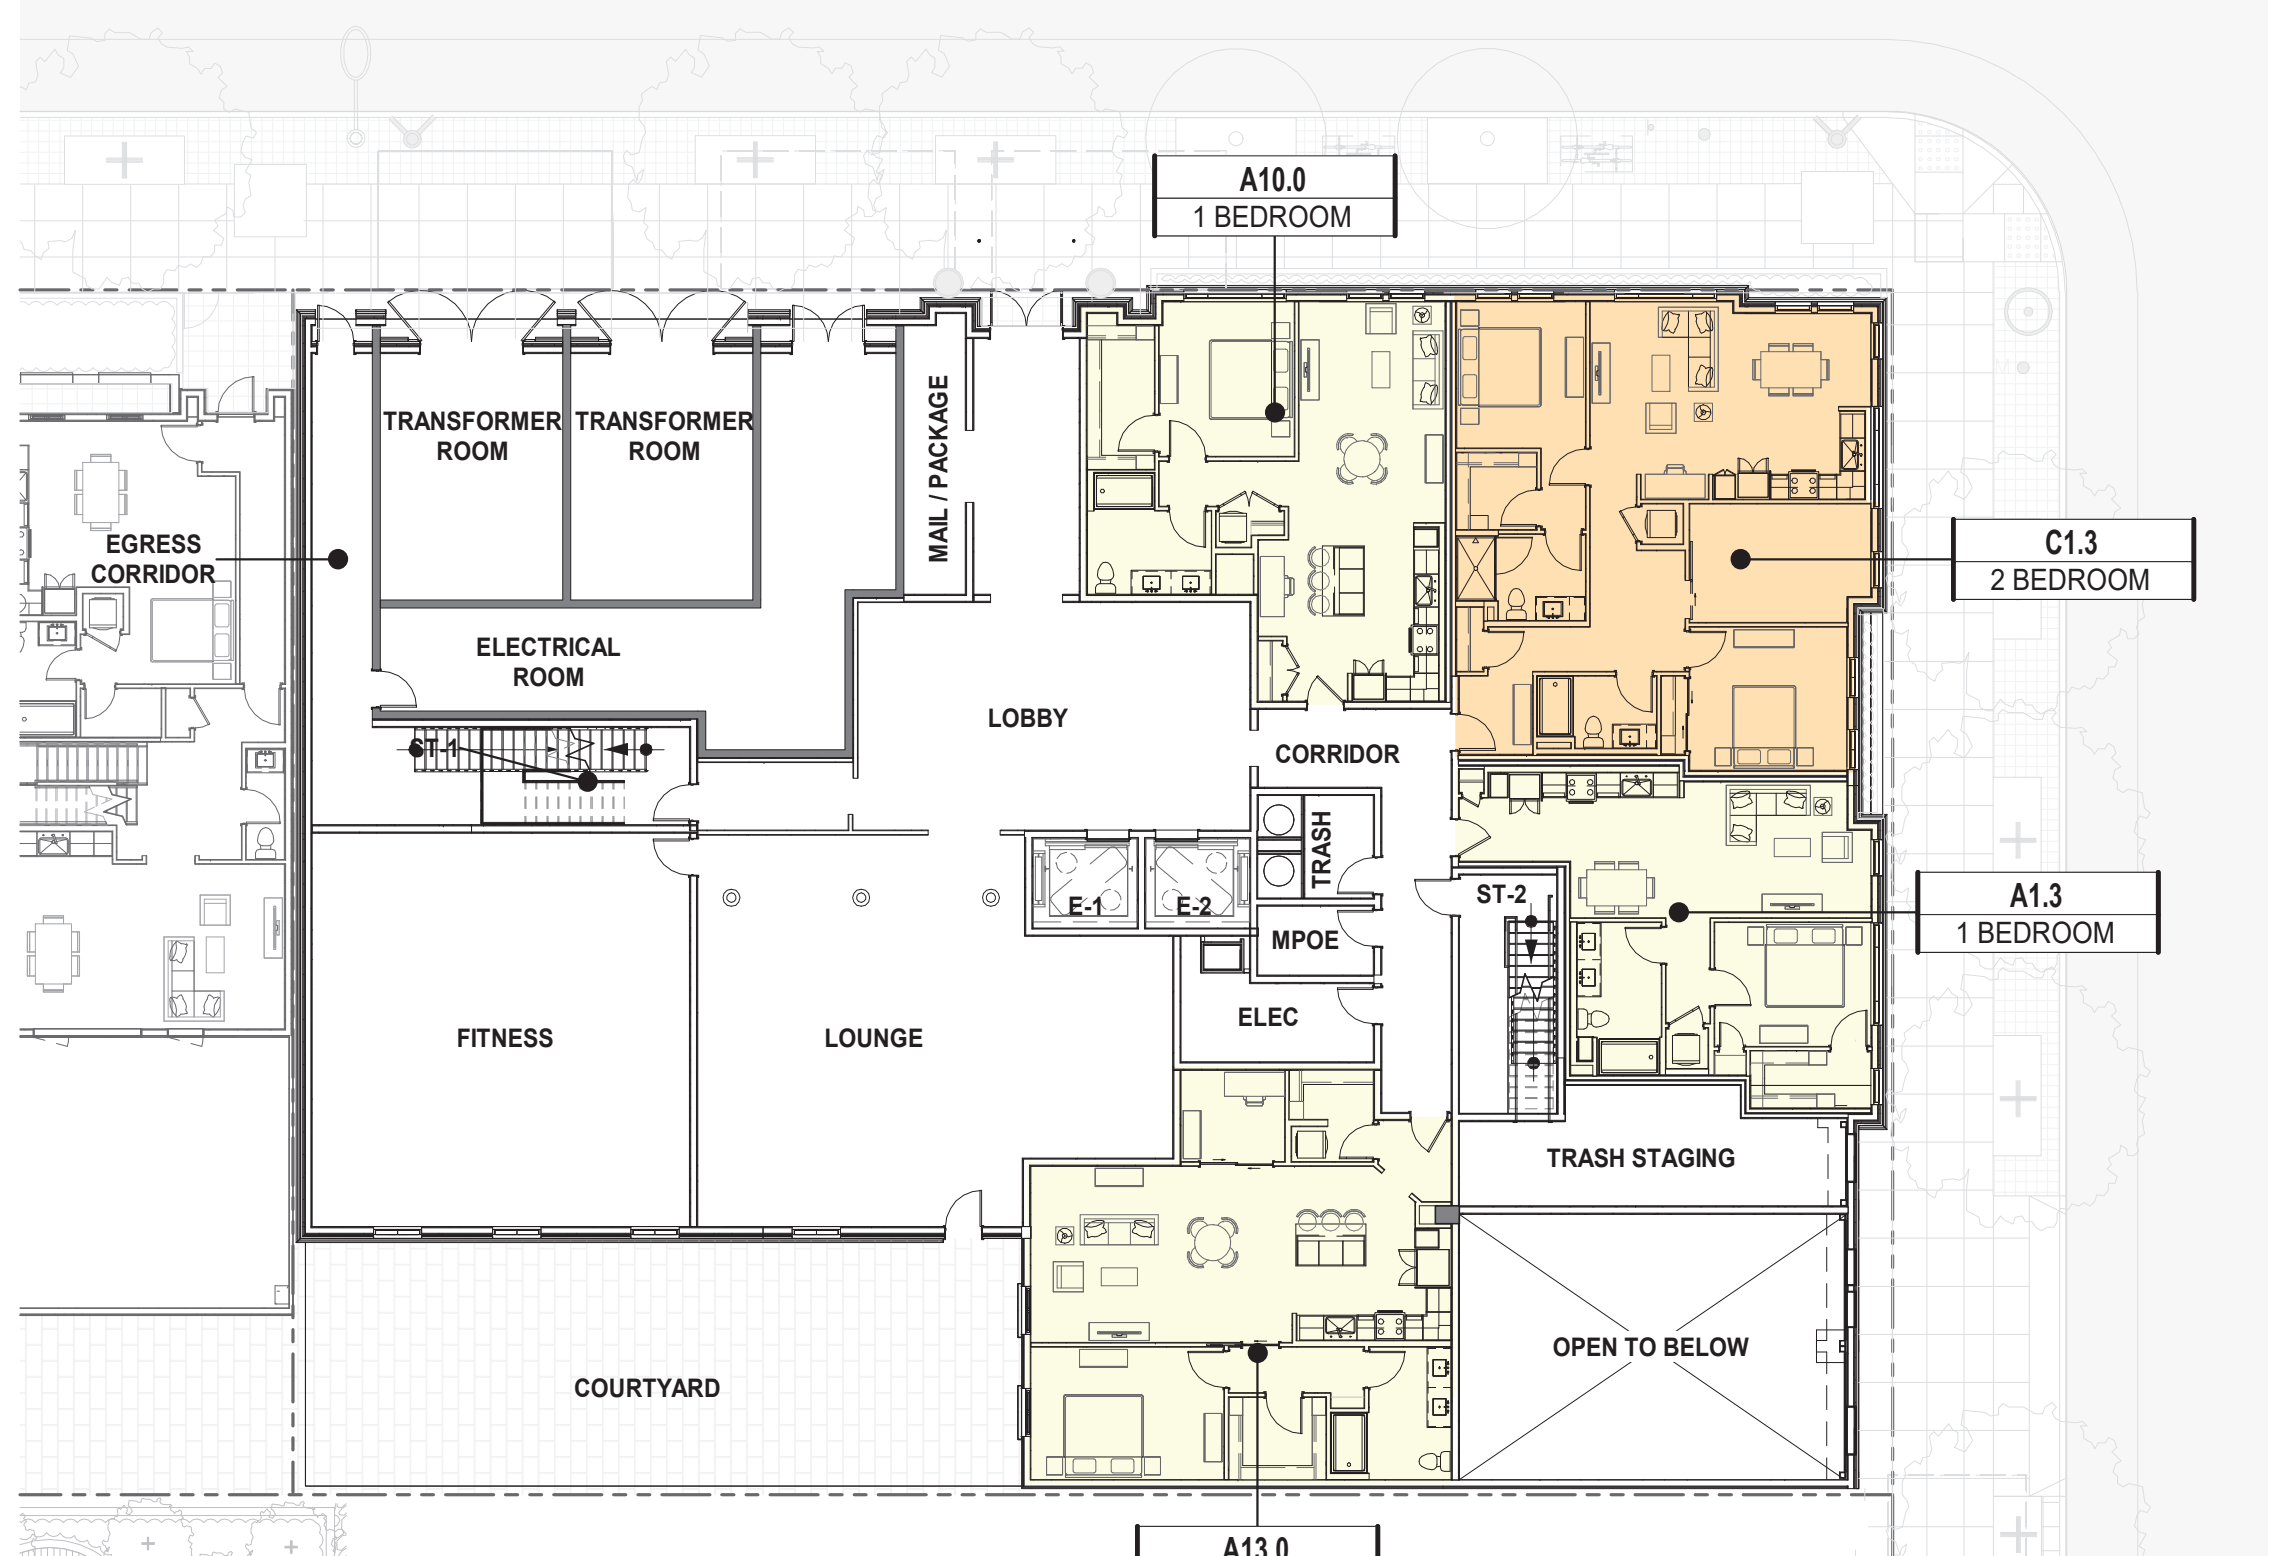 A10.0
1 BEDROOM
TRANSFORMER
ROOM
TRANSFORMER
ROOM
MAIL / PACKAGE
EGRESS
CORRIDOR
C1.3
2 BEDROOM
ELECTRICAL
ROOM
LOBBY
ST-1
CORRIDOR
TRASH
E-1
E-2
ST-2
A1.3
1 BEDROOM
MPOE
ELEC
FITNESS
LOUNGE
TRASH STAGING
OPEN TO BELOW
COURTYARD
A13.0